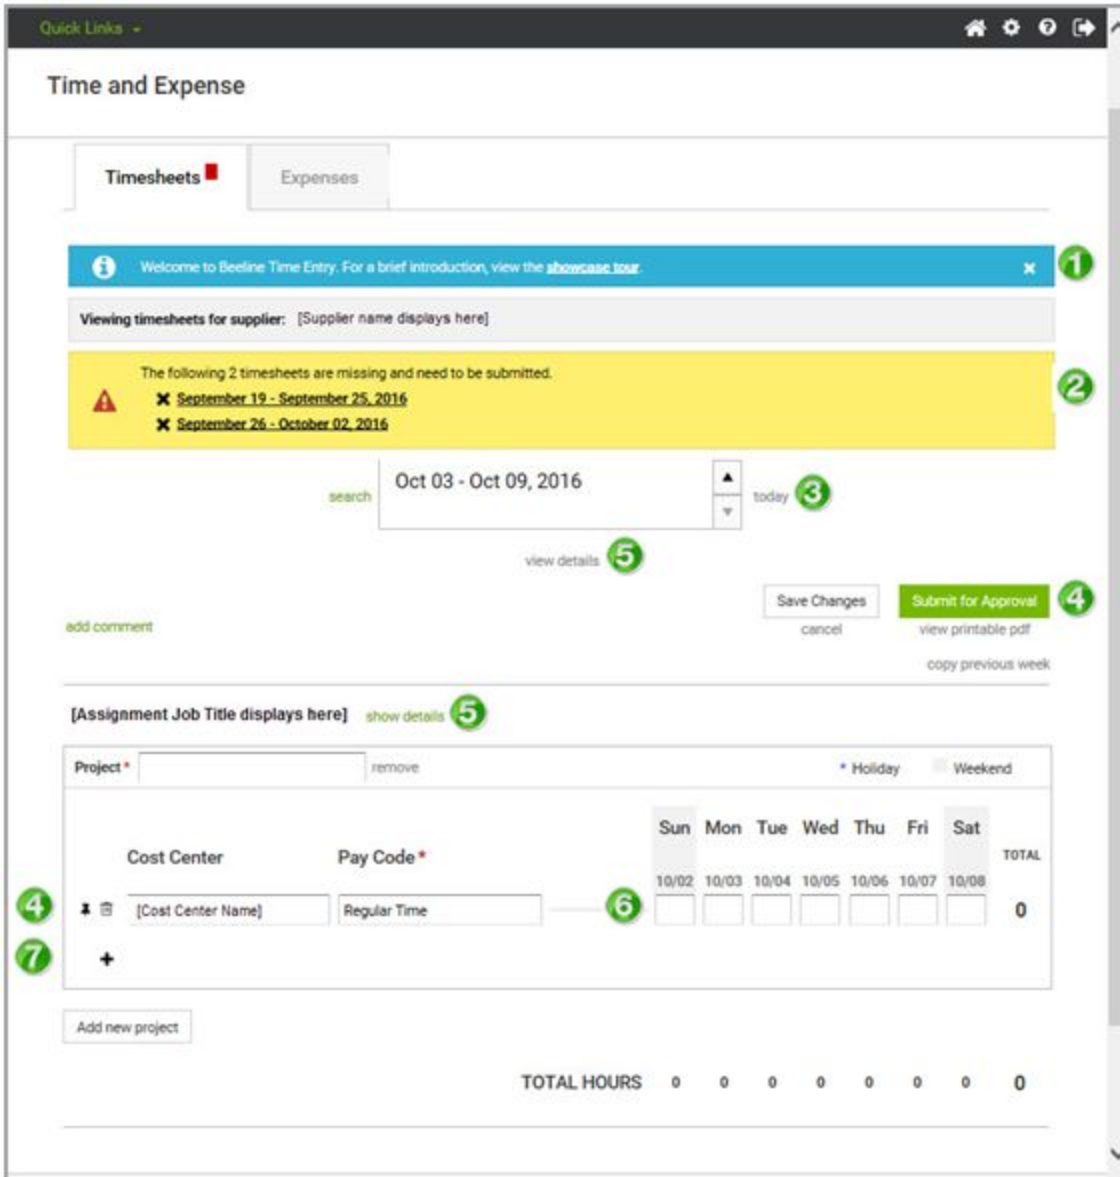 Quick Links
Time and Expense
Timesheets Expenses
Welcome to Beeline Time Entry. For a brief introduction, view the showcase tour. 1
Viewing timesheets for supplier: [Supplier name displays here]
The following 2 timesheets are missing and need to be submitted.
September 19 - September 25, 2016 2
September 26 - October 02, 2016
Oct 03 - Oct 09, 2016
search today 3
view details 5
Save Changes Submit for Approval 4
add comment cancel view printable pdf
copy previous week
[Assignment Job Title displays here] show details 5
Project * remove * Holiday Weekend
Sun Mon Tue Wed Thu Fri Sat
Cost Center Pay Code * TOTAL
10/02 10/03 10/04 10/05 10/06 10/07 10/08
4 [Cost Center Name] Regular Time 6 0
7 +
Add new project
TOTAL HOURS 0 0 0 0 0 0 0 0